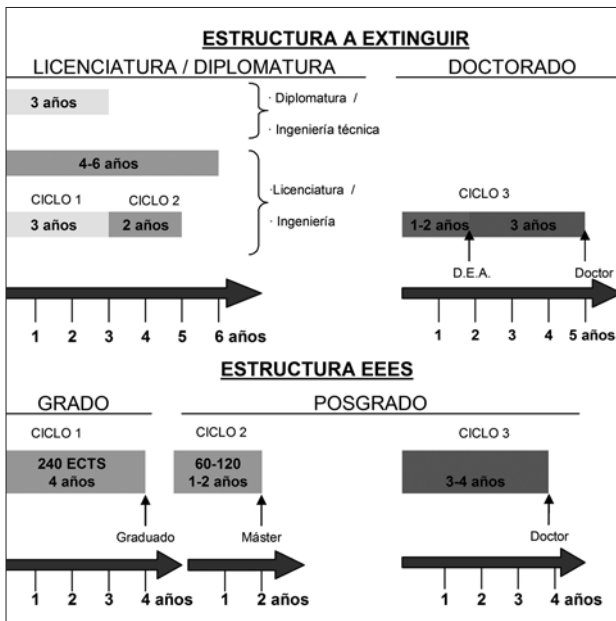 ESTRUCTURA A EXTINGUIR
LICENCIATURA / DIPLOMATURA
DOCTORADO
3 años
· Diplomatura /
· Ingeniería técnica
4-6 años
CICLO 1
CICLO 2
3 años
2 años
·Licenciatura /
· Ingeniería
CICLO 3
1-2 años
3 años
D.E.A.
Doctor
1 2 3 4 5 6 años
1 2 3 4 5 años
ESTRUCTURA EEES
GRADO
POSGRADO
CICLO 1
CICLO 2
CICLO 3
240 ECTS
4 años
60-120
1-2 años
3-4 años
Graduado
Máster
Doctor
1 2 3 4 años
1 2 años
1 2 3 4 años